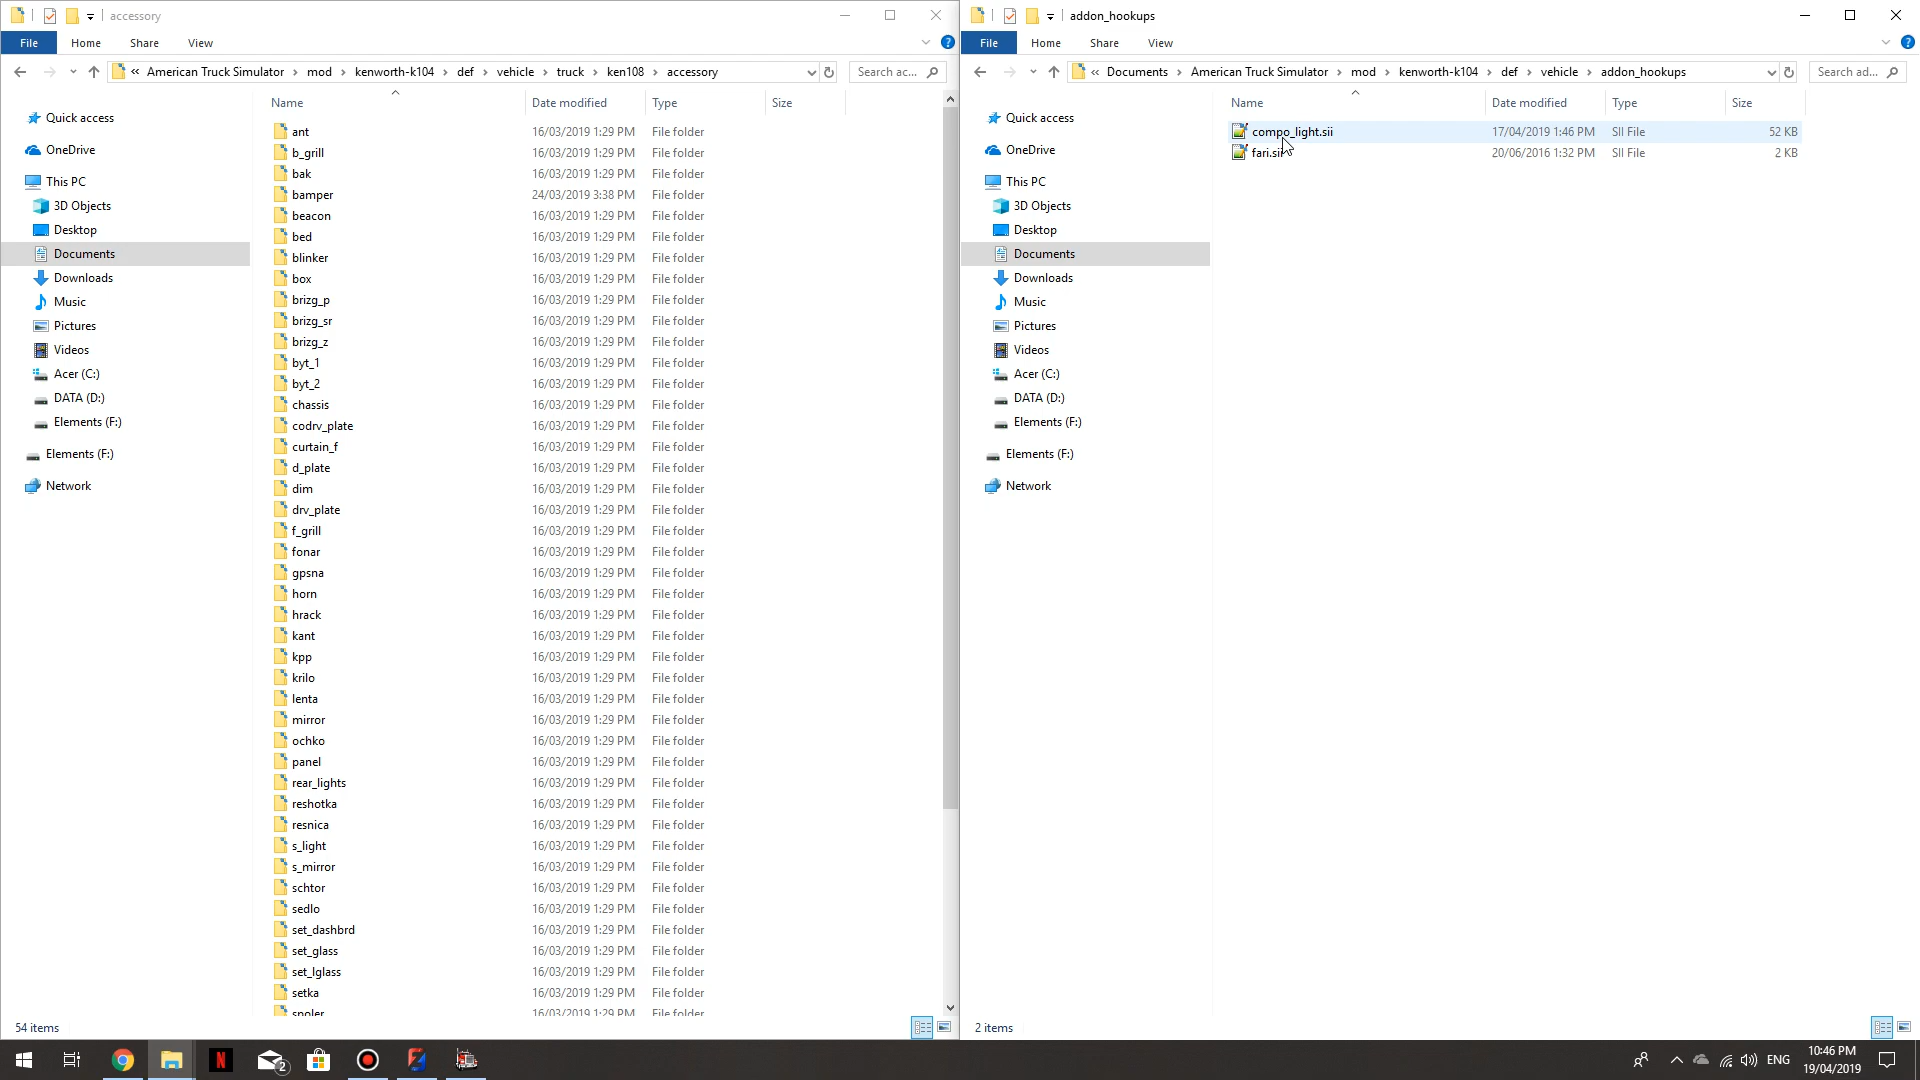 accessory
File Home Share View
« American Truck Simulator › mod › kenworth-k104 › def › vehicle › truck › ken108 › accessory
Search ac...
Quick access
OneDrive
This PC
3D Objects
Desktop
Documents
Downloads
Music
Pictures
Videos
Acer (C:)
DATA (D:)
Elements (F:)
Elements (F:)
Network
Name Date modified Type Size
ant 16/03/2019 1:29 PM File folder
b_grill 16/03/2019 1:29 PM File folder
bak 16/03/2019 1:29 PM File folder
bamper 24/03/2019 3:38 PM File folder
beacon 16/03/2019 1:29 PM File folder
bed 16/03/2019 1:29 PM File folder
blinker 16/03/2019 1:29 PM File folder
box 16/03/2019 1:29 PM File folder
brizg_p 16/03/2019 1:29 PM File folder
brizg_sr 16/03/2019 1:29 PM File folder
brizg_z 16/03/2019 1:29 PM File folder
byt_1 16/03/2019 1:29 PM File folder
byt_2 16/03/2019 1:29 PM File folder
chassis 16/03/2019 1:29 PM File folder
codrv_plate 16/03/2019 1:29 PM File folder
curtain_f 16/03/2019 1:29 PM File folder
d_plate 16/03/2019 1:29 PM File folder
dim 16/03/2019 1:29 PM File folder
drv_plate 16/03/2019 1:29 PM File folder
f_grill 16/03/2019 1:29 PM File folder
fonar 16/03/2019 1:29 PM File folder
gpsna 16/03/2019 1:29 PM File folder
horn 16/03/2019 1:29 PM File folder
hrack 16/03/2019 1:29 PM File folder
kant 16/03/2019 1:29 PM File folder
kpp 16/03/2019 1:29 PM File folder
krilo 16/03/2019 1:29 PM File folder
lenta 16/03/2019 1:29 PM File folder
mirror 16/03/2019 1:29 PM File folder
ochko 16/03/2019 1:29 PM File folder
panel 16/03/2019 1:29 PM File folder
rear_lights 16/03/2019 1:29 PM File folder
reshotka 16/03/2019 1:29 PM File folder
resnica 16/03/2019 1:29 PM File folder
s_light 16/03/2019 1:29 PM File folder
s_mirror 16/03/2019 1:29 PM File folder
schtor 16/03/2019 1:29 PM File folder
sedlo 16/03/2019 1:29 PM File folder
set_dashbrd 16/03/2019 1:29 PM File folder
set_glass 16/03/2019 1:29 PM File folder
set_lglass 16/03/2019 1:29 PM File folder
setka 16/03/2019 1:29 PM File folder
spoler 16/03/2019 1:29 PM File folder
54 items
addon_hookups
File Home Share View
« Documents › American Truck Simulator › mod › kenworth-k104 › def › vehicle › addon_hookups
Search ad...
Quick access
OneDrive
This PC
3D Objects
Desktop
Documents
Downloads
Music
Pictures
Videos
Acer (C:)
DATA (D:)
Elements (F:)
Elements (F:)
Network
Name Date modified Type Size
compo_light.sii 17/04/2019 1:46 PM SII File 52 KB
fari.sii 20/06/2016 1:32 PM SII File 2 KB
2 items
N
2
ENG
10:46 PM
19/04/2019